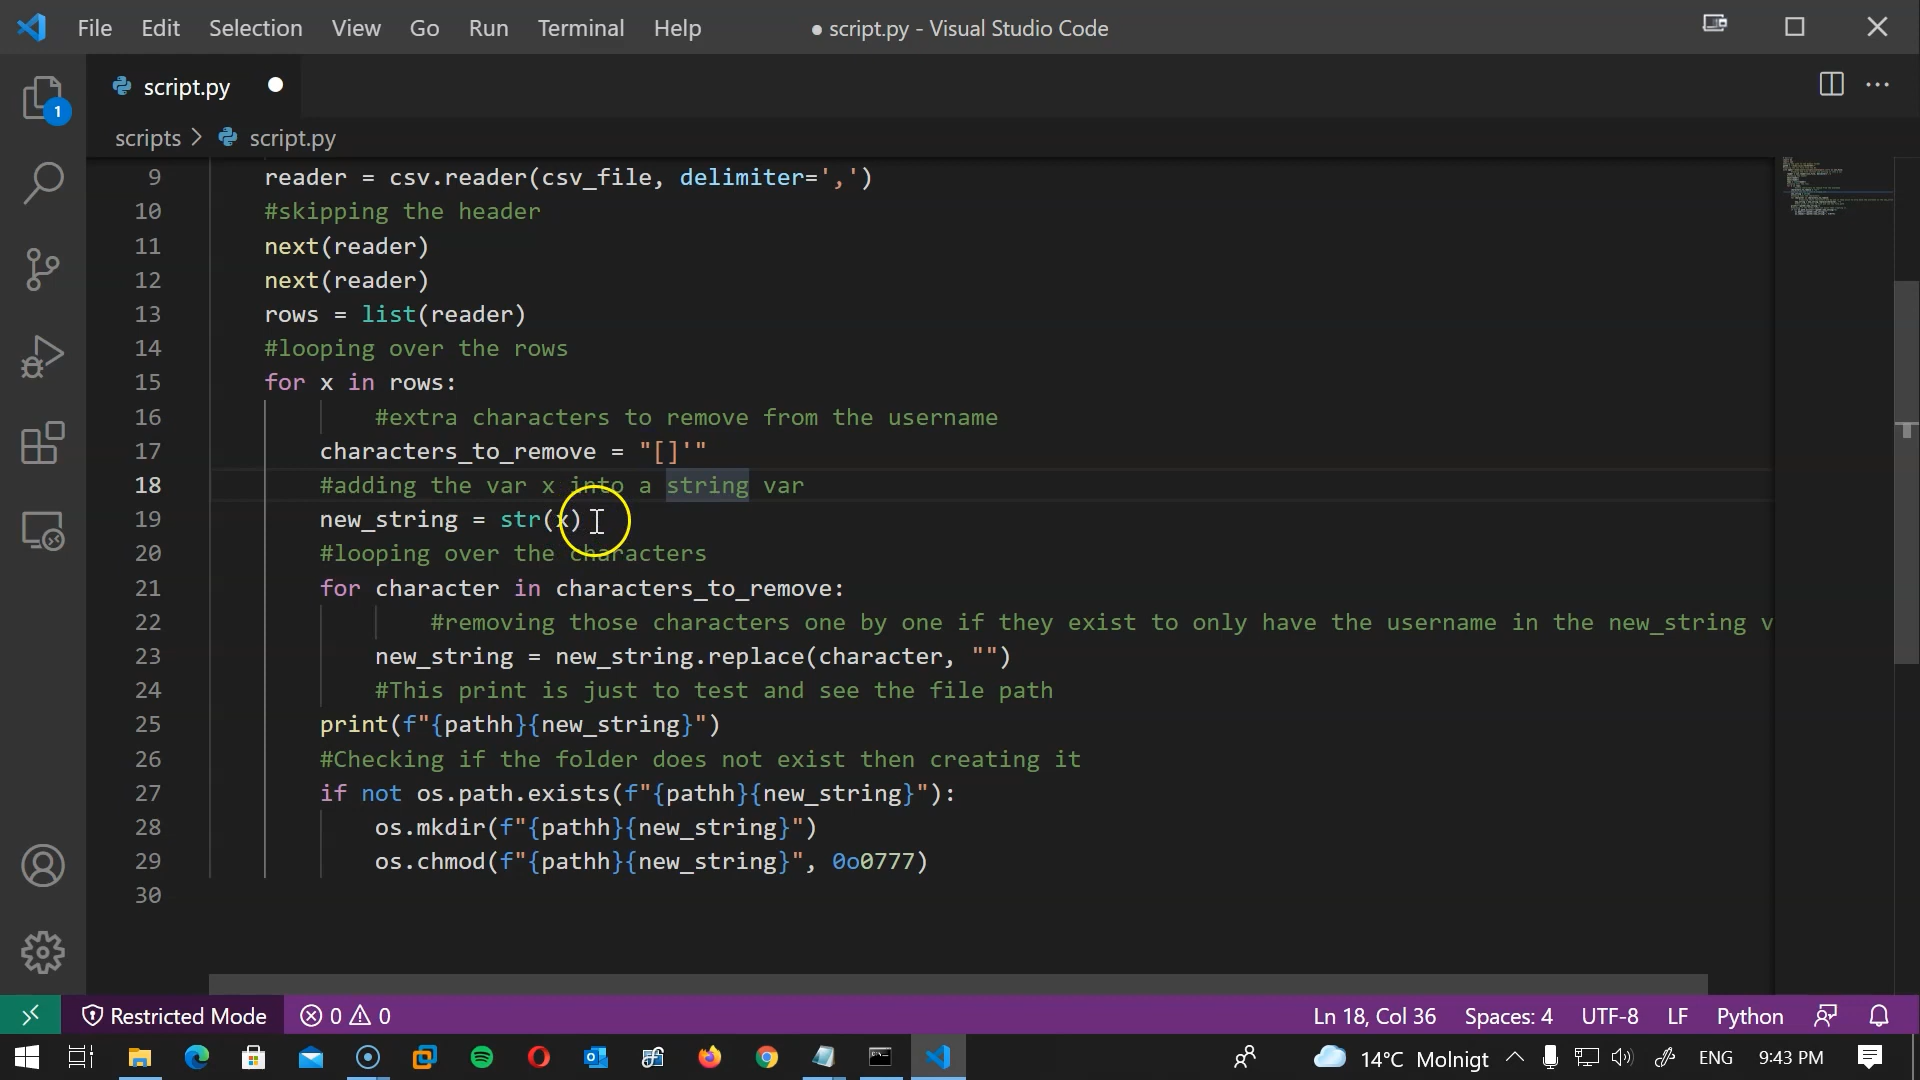 File Edit Selection View Go Run Terminal Help
● script.py - Visual Studio Code
script.py
1
scripts > script.py
9 reader = csv.reader(csv_file, delimiter=',')
10 #skipping the header
11 next(reader)
12 next(reader)
13 rows = list(reader)
14 #looping over the rows
15 for x in rows:
16 #extra characters to remove from the username
17 characters_to_remove = "[]'"
18 #adding the var x into a string var
19 new_string = str(x)
20 #looping over the characters
21 for character in characters_to_remove:
22 #removing those characters one by one if they exist to only have the username in the new_string v
23 new_string = new_string.replace(character, "")
24 #This print is just to test and see the file path
25 print(f"{pathh}{new_string}")
26 #Checking if the folder does not exist then creating it
27 if not os.path.exists(f"{pathh}{new_string}"):
28 os.mkdir(f"{pathh}{new_string}")
29 os.chmod(f"{pathh}{new_string}", 0o0777)
30
Restricted Mode 0 0 Ln 18, Col 36 Spaces: 4 UTF-8 LF Python
14°C Molnigt ENG 9:43 PM